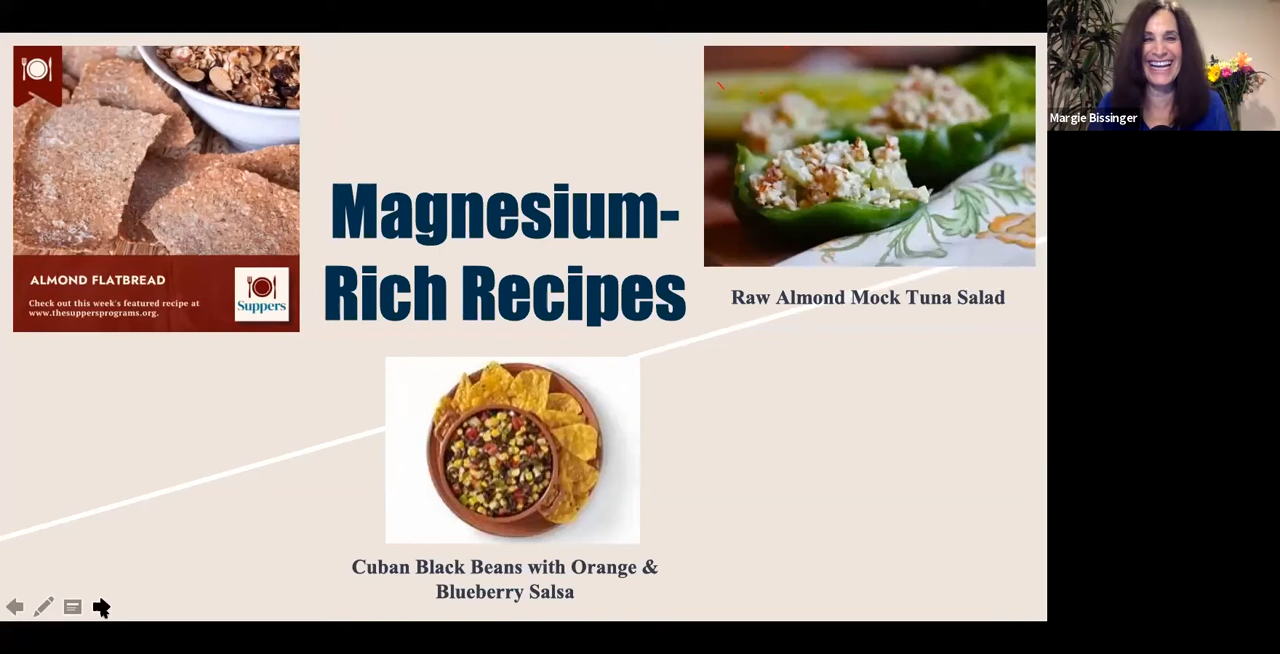 Magnesium-
Rich Recipes
ALMOND FLATBREAD
Check out this week's featured recipe at
www.thesuppersprograms.org.
Suppers
Raw Almond Mock Tuna Salad
Cuban Black Beans with Orange &
Blueberry Salsa
Margie Bissinger